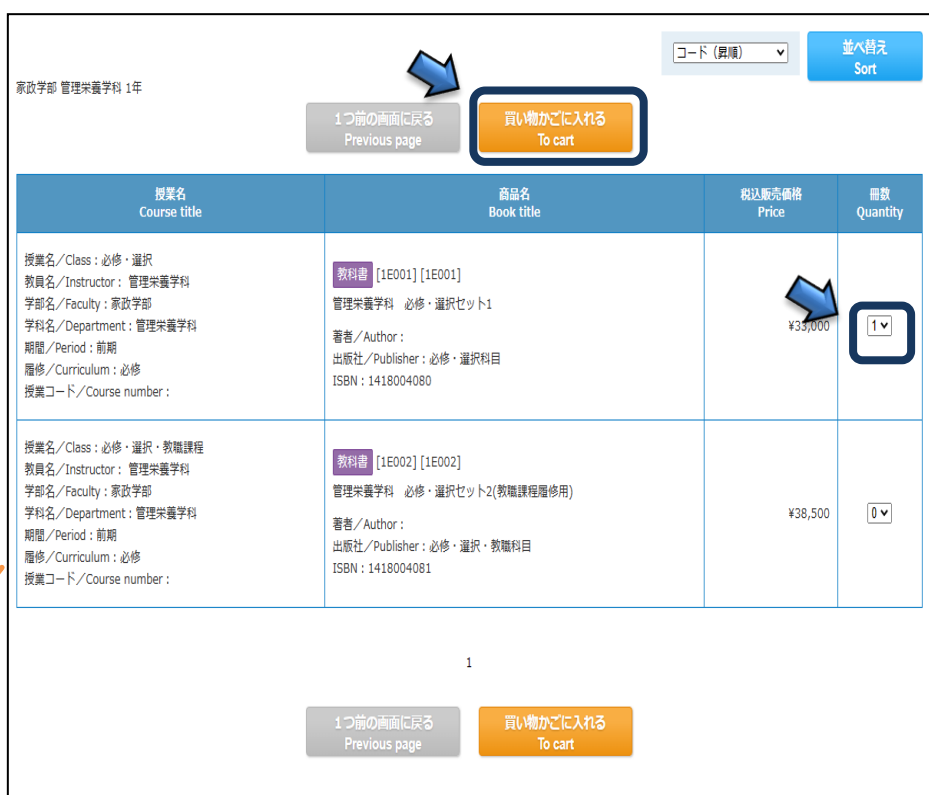 コード (昇順)
並べ替え
Sort
家政学部 管理栄養学科 1年
1つ前の画面に戻る
Previous page
買い物かごに入れる
To cart
授業名
Course title
商品名
Book title
税込販売価格
Price
冊数
Quantity
授業名／Class : 必修・選択
教員名／Instructor : 管理栄養学科
学部名／Faculty : 家政学部
学科名／Department : 管理栄養学科
期間／Period : 前期
履修／Curriculum : 必修
授業コード／Course number :
教科書 [1E001] [1E001]
管理栄養学科　必修・選択セット1
著者／Author :
出版社／Publisher : 必修・選択科目
ISBN : 1418004080
¥33,000
1
授業名／Class : 必修・選択・教職課程
教員名／Instructor : 管理栄養学科
学部名／Faculty : 家政学部
学科名／Department : 管理栄養学科
期間／Period : 前期
履修／Curriculum : 必修
授業コード／Course number :
教科書 [1E002] [1E002]
管理栄養学科　必修・選択セット2(教職課程履修用)
著者／Author :
出版社／Publisher : 必修・選択・教職科目
ISBN : 1418004081
¥38,500
0
1
1つ前の画面に戻る
Previous page
買い物かごに入れる
To cart